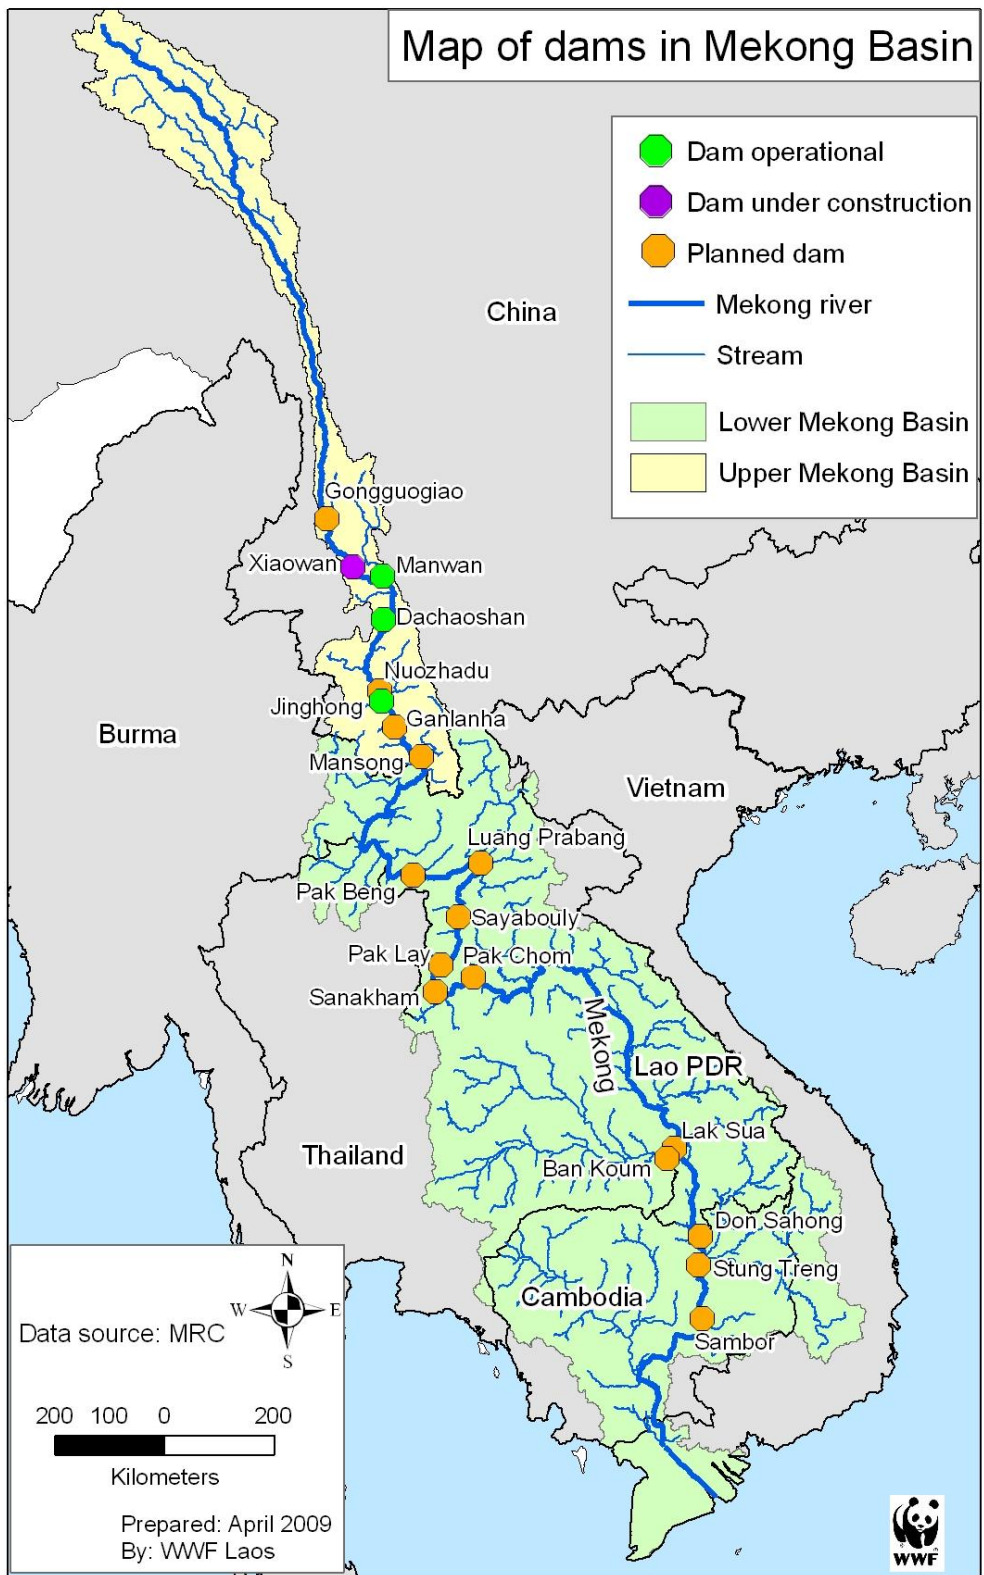 Map of dams in Mekong Basin
Dam operational
Dam under construction
Planned dam
Mekong river
Stream
Lower Mekong Basin
Upper Mekong Basin
China
Gongguogiao
Xiaowan
Manwan
Dachaoshan
Nuozhadu
Jinghong
Ganlanha
Burma
Mansong
Vietnam
Luang Prabang
Pak Beng
Sayabouly
Pak Lay
Pak Chom
Sanakham
Mekong
Lao PDR
Lak Sua
Thailand
Ban Koum
Don Sahong
Stung Treng
Cambodia
Sambor
N
W E
S
Data source: MRC
200 100 0 200
Kilometers
Prepared: April 2009
By: WWF Laos
WWF